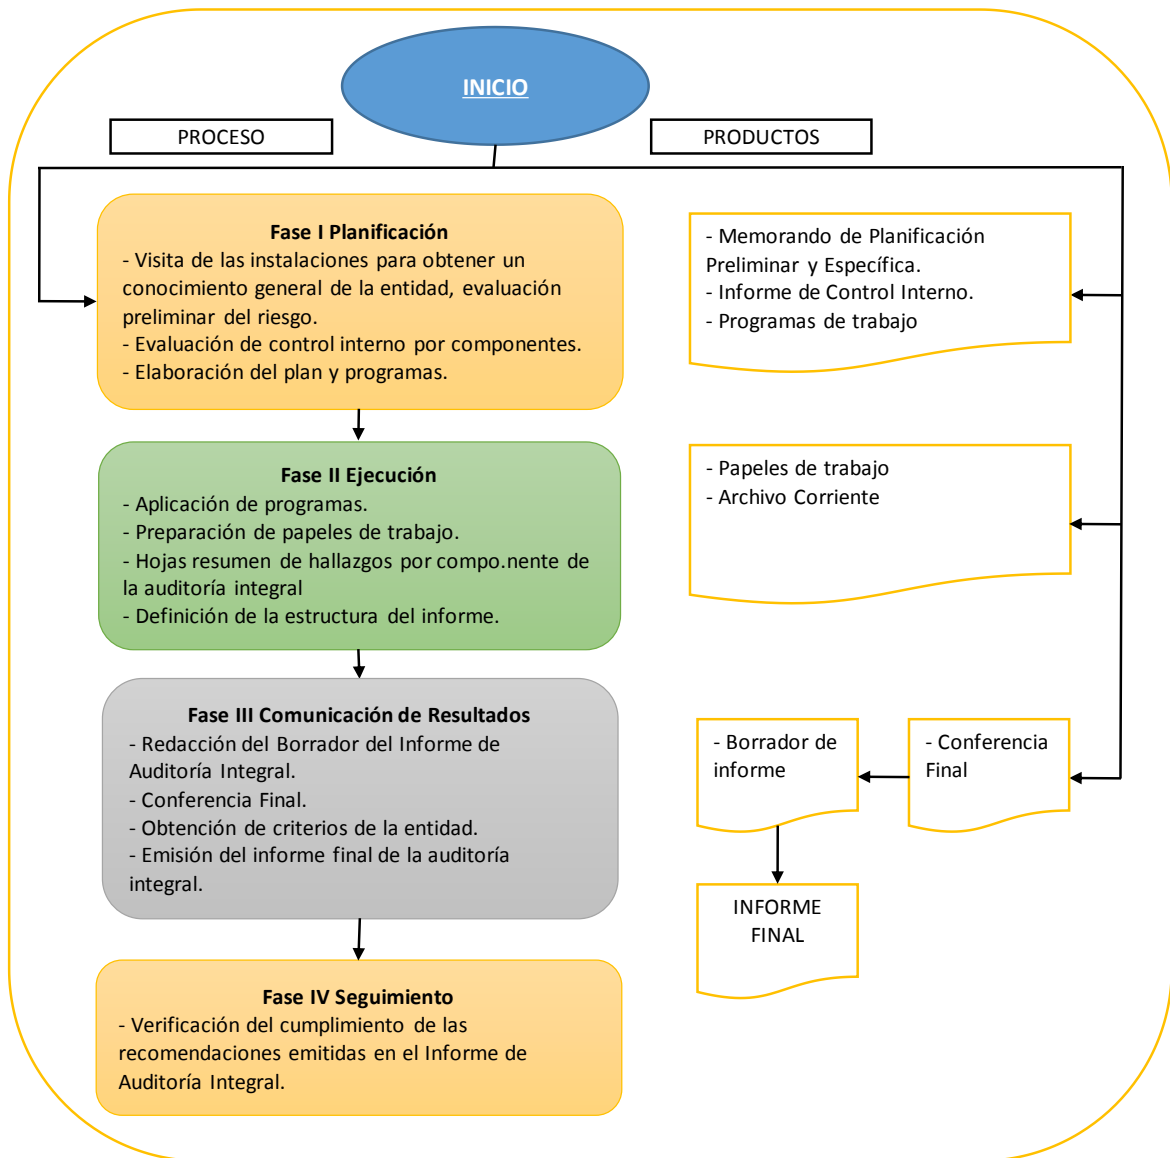 INICIO
PROCESO
PRODUCTOS
Fase I Planificación
- Visita de las instalaciones para obtener un
conocimiento general de la entidad, evaluación
preliminar del riesgo.
- Evaluación de control interno por componentes.
- Elaboración del plan y programas.
- Memorando de Planificación
Preliminar y Específica.
- Informe de Control Interno.
- Programas de trabajo
Fase II Ejecución
- Aplicación de programas.
- Preparación de papeles de trabajo.
- Hojas resumen de hallazgos por compo.nente de
la auditoría integral
- Definición de la estructura del informe.
- Papeles de trabajo
- Archivo Corriente
Fase III Comunicación de Resultados
- Redacción del Borrador del Informe de
Auditoría Integral.
- Conferencia Final.
- Obtención de criterios de la entidad.
- Emisión del informe final de la auditoría
integral.
- Borrador de
informe
- Conferencia
Final
INFORME
FINAL
Fase IV Seguimiento
- Verificación del cumplimiento de las
recomendaciones emitidas en el Informe de
Auditoría Integral.